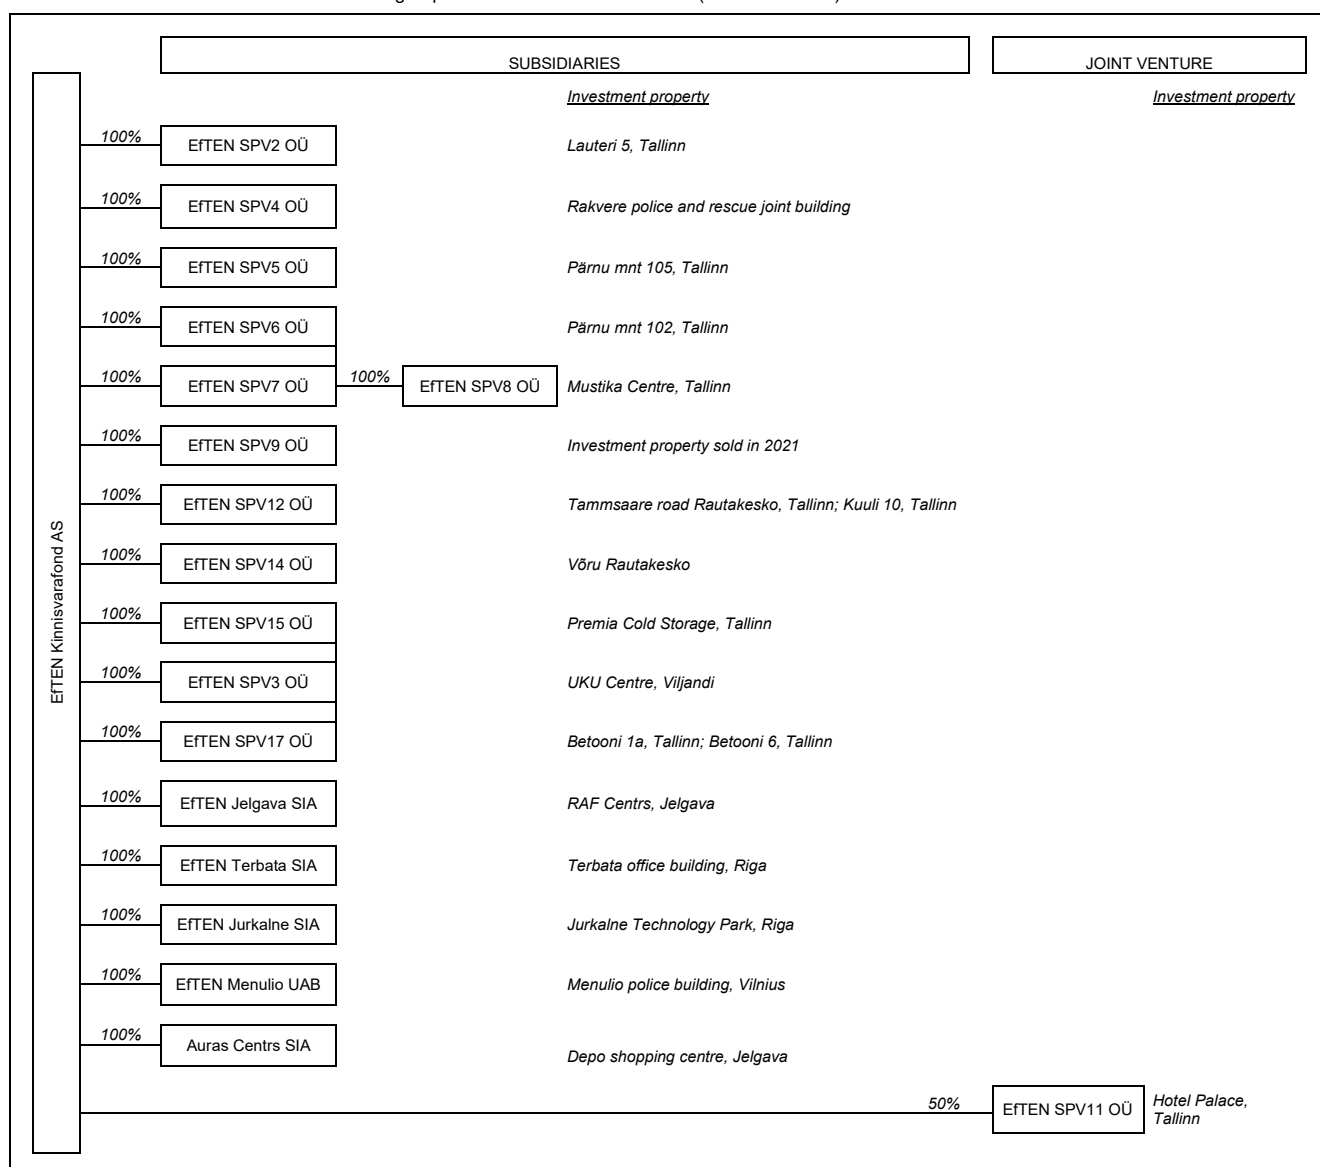 SUBSIDIARIES
JOINT VENTURE
Investment property
Investment property
EfTEN Kinnisvarafond AS
100%
EfTEN SPV2 OÜ
Lauteri 5, Tallinn
100%
EfTEN SPV4 OÜ
Rakvere police and rescue joint building
100%
EfTEN SPV5 OÜ
Pärnu mnt 105, Tallinn
100%
EfTEN SPV6 OÜ
Pärnu mnt 102, Tallinn
100%
EfTEN SPV7 OÜ
100%
EfTEN SPV8 OÜ
Mustika Centre, Tallinn
100%
EfTEN SPV9 OÜ
Investment property sold in 2021
100%
EfTEN SPV12 OÜ
Tammsaare road Rautakesko, Tallinn; Kuuli 10, Tallinn
100%
EfTEN SPV14 OÜ
Võru Rautakesko
100%
EfTEN SPV15 OÜ
Premia Cold Storage, Tallinn
100%
EfTEN SPV3 OÜ
UKU Centre, Viljandi
100%
EfTEN SPV17 OÜ
Betooni 1a, Tallinn; Betooni 6, Tallinn
100%
EfTEN Jelgava SIA
RAF Centrs, Jelgava
100%
EfTEN Terbata SIA
Terbata office building, Riga
100%
EfTEN Jurkalne SIA
Jurkalne Technology Park, Riga
100%
EfTEN Menulio UAB
Menulio police building, Vilnius
100%
Auras Centrs SIA
Depo shopping centre, Jelgava
50%
EfTEN SPV11 OÜ
Hotel Palace,
Tallinn